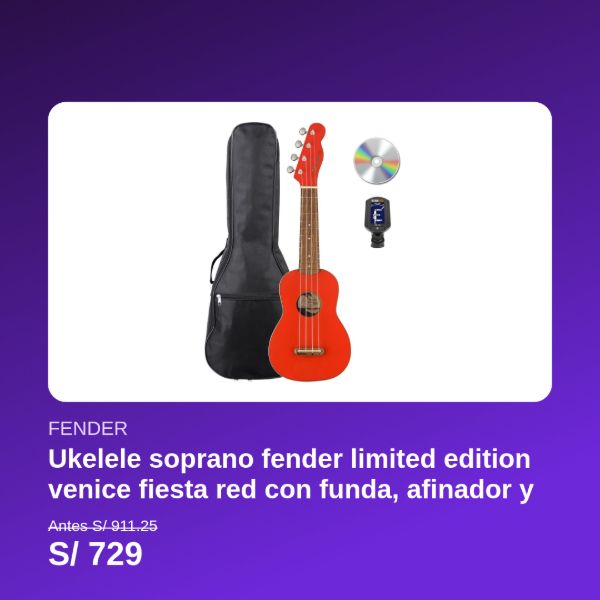 FENDER
Ukelele soprano fender limited edition
venice fiesta red con funda, afinador y
Antes S/ 911.25
S/ 729